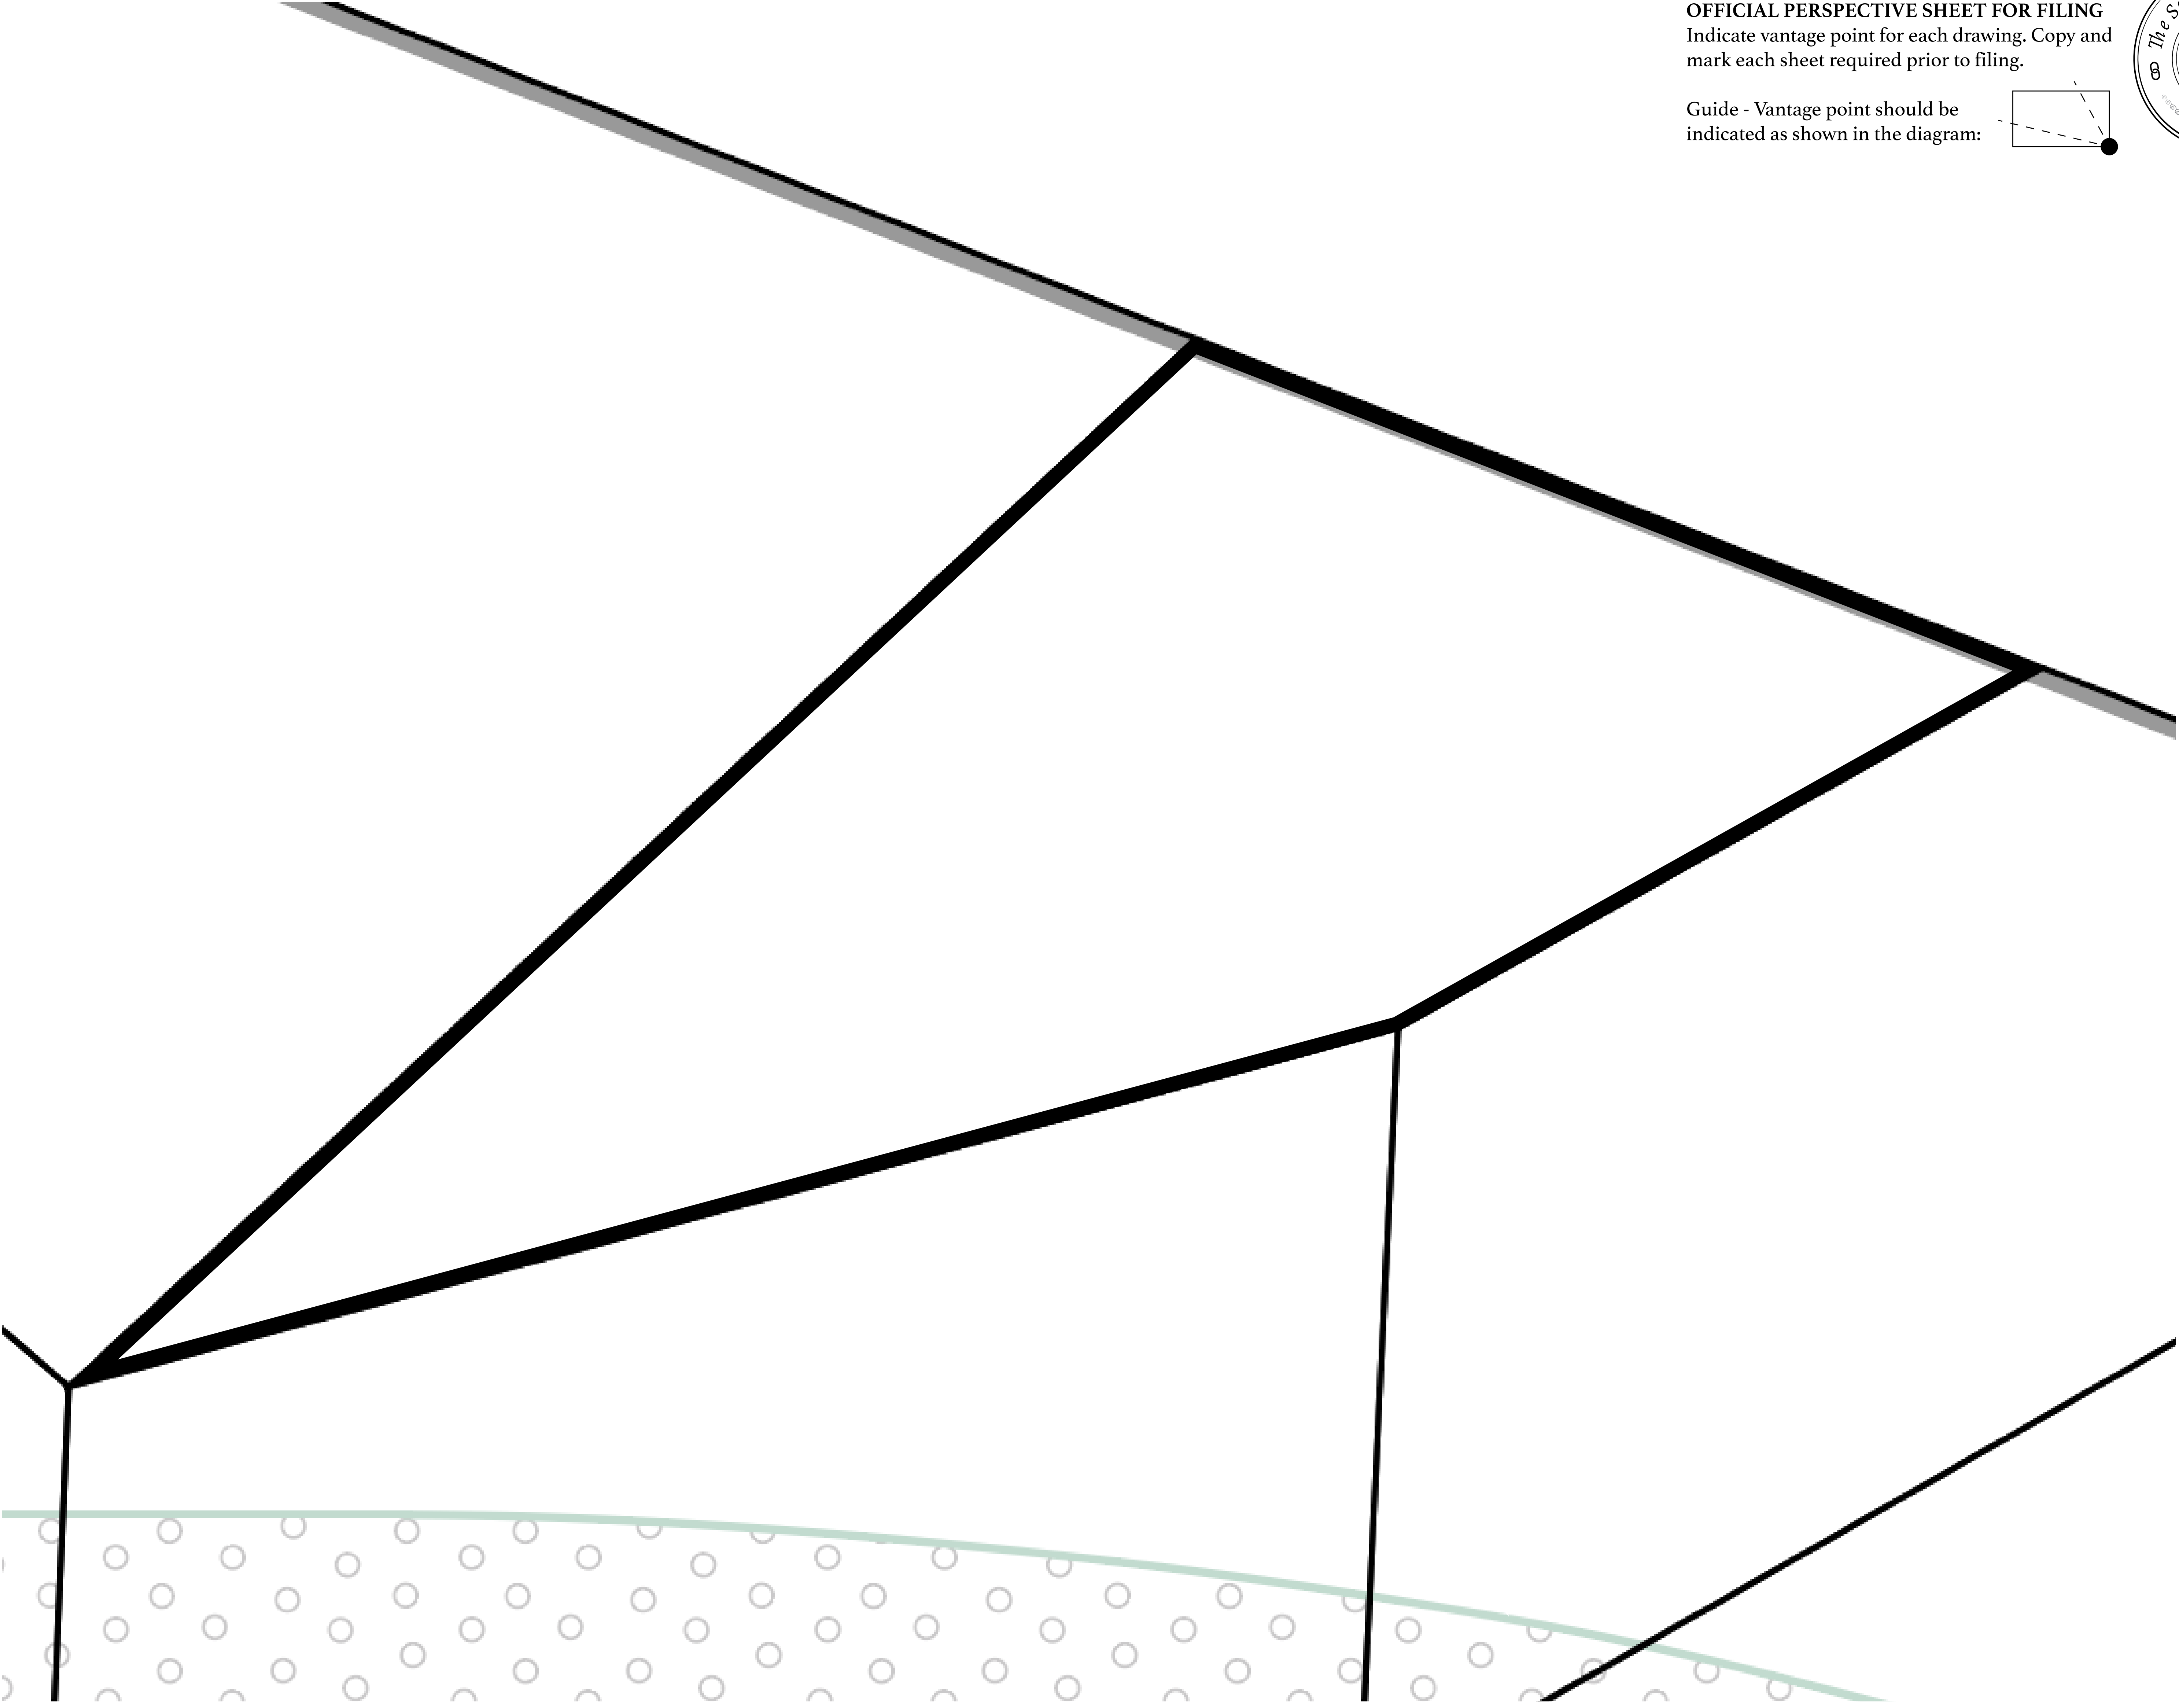 OFFICIAL PERSPECTIVE SHEET FOR FILING
Indicate vantage point for each drawing. Copy and
mark each sheet required prior to filing.
Guide - Vantage point should be
indicated as shown in the diagram:
The